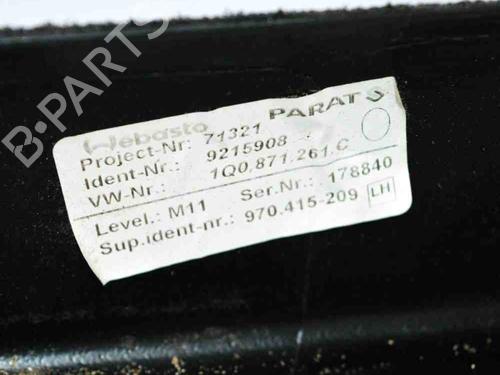 Webasto PARAT
Project-Nr: 71321
Ident-Nr.: 9215908
VW-Nr.: 1Q0.871.261.C
Level.: M11 Ser.Nr.: 178840
Sup.ident-nr.: 970.415-209 LH
B-PARTS